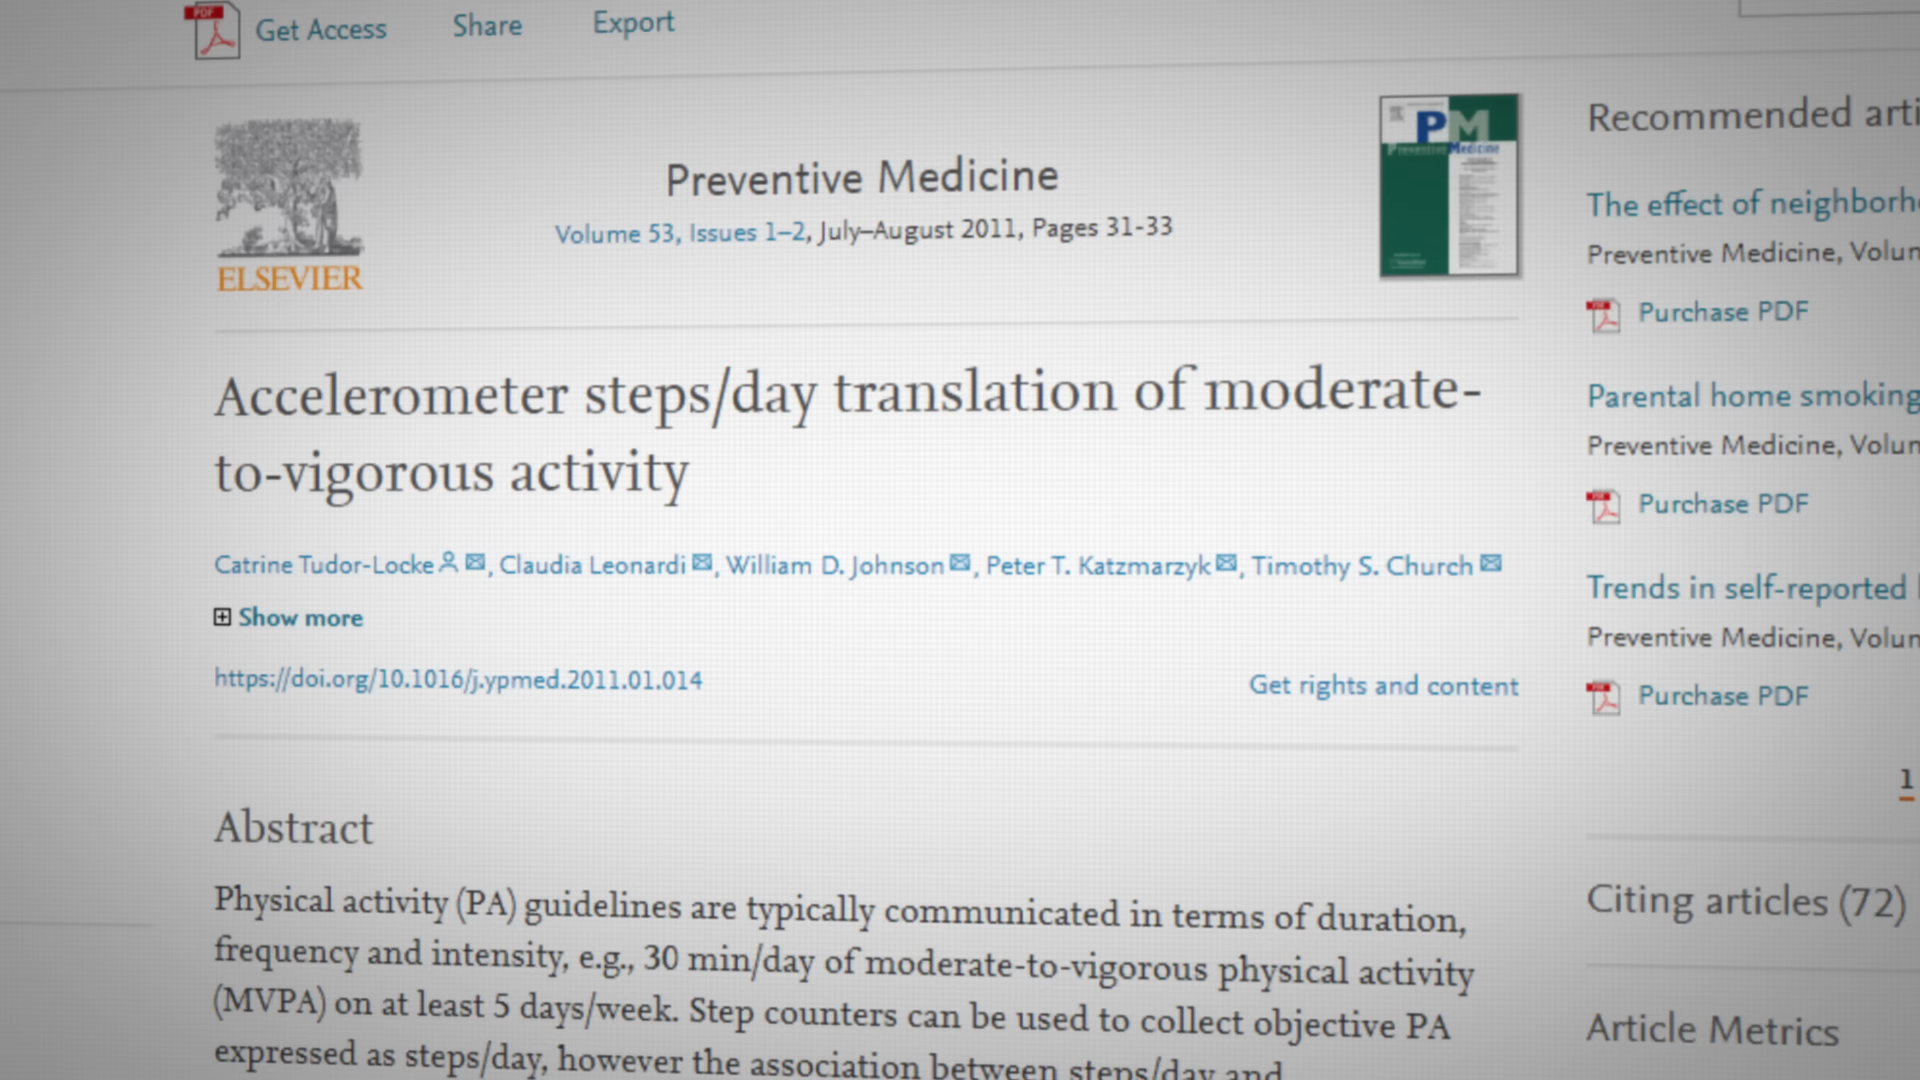 Get Access Share Export
ELSEVIER
Preventive Medicine
Volume 53, Issues 1–2, July–August 2011, Pages 31-33
PM
Preventive Medicine
Accelerometer steps/day translation of moderate-
to-vigorous activity
Catrine Tudor-Locke, Claudia Leonardi, William D. Johnson, Peter T. Katzmarzyk, Timothy S. Church
Show more
https://doi.org/10.1016/j.ypmed.2011.01.014
Get rights and content
Abstract
Physical activity (PA) guidelines are typically communicated in terms of duration,
frequency and intensity, e.g., 30 min/day of moderate-to-vigorous physical activity
(MVPA) on at least 5 days/week. Step counters can be used to collect objective PA
expressed as steps/day, however the association between steps/day and
Recommended arti
The effect of neighborh
Preventive Medicine, Volum
PDF Purchase PDF
Parental home smoking
Preventive Medicine, Volum
PDF Purchase PDF
Trends in self-reported
Preventive Medicine, Volum
PDF Purchase PDF
1
Citing articles (72)
Article Metrics